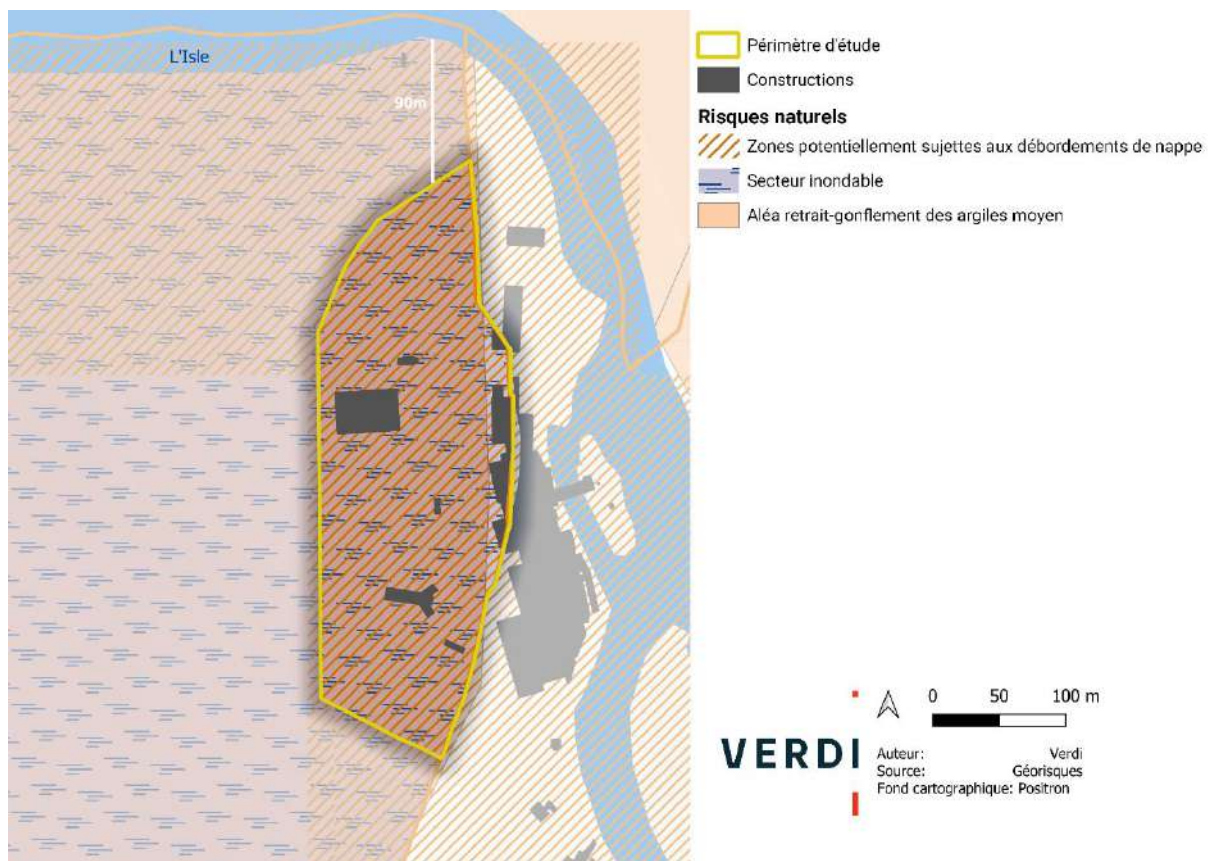 L'Isle
90m
Périmètre d'étude
Constructions
Risques naturels
Zones potentiellement sujettes aux débordements de nappe
Secteur inondable
Aléa retrait-gonflement des argiles moyen
0 50 100 m
VERDI
Auteur: Verdi
Source: Géorisques
Fond cartographique: Positron